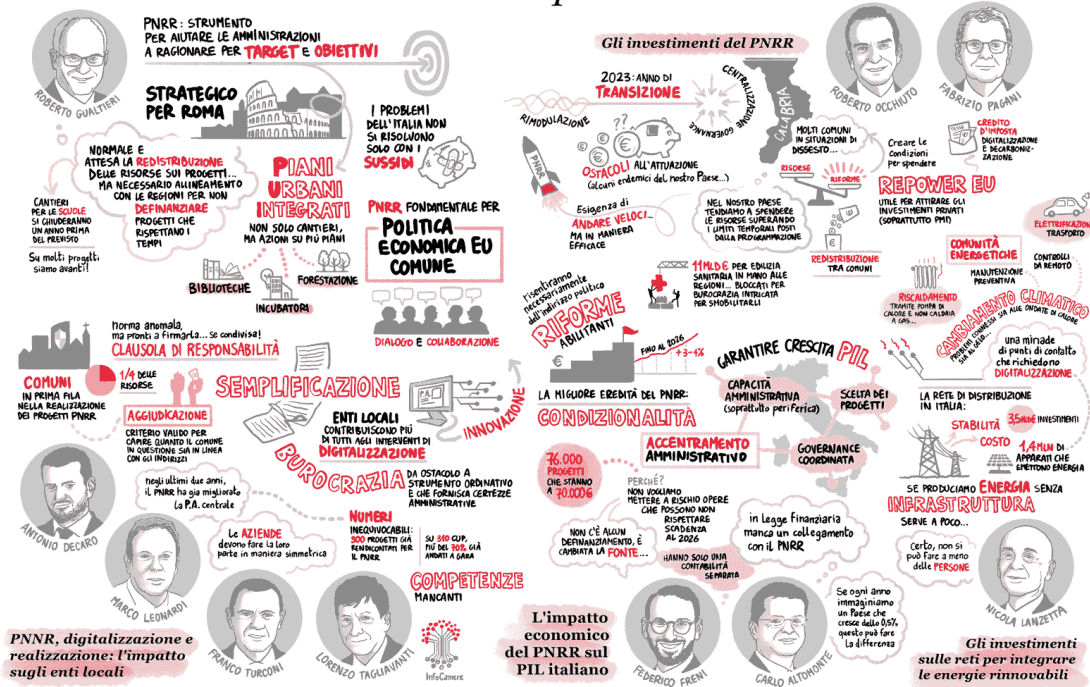 PNRR: STRUMENTO
PER AIUTARE LE AMMINISTRAZIONI
A RAGIONARE PER TARGET E OBIETTIVI
ROBERTO GUALTIERI
STRATEGICO
PER ROMA
NORMALE E
ATTESA LA REDISTRIBUZIONE
DELLE RISORSE SUI PROGETTI...
MA NECESSARIO ALLINEAMENTO
CON LE REGIONI PER NON
DEFINANZIARE
PROGETTI CHE
RISPETTANO I
TEMPI
CANTIERI
PER LE SCUOLE
SI CHIUDERANNO
UN ANNO PRIMA
DEL PREVISTO
Su molti progetti
siamo avanti!
PIANI
URBANI
INTEGRATI
NON SOLO CANTIERI,
MA AZIONI SU PIÙ PIANI
BIBLIOTECHE
INCUBATORI
FORESTAZIONE
I PROBLEMI
DELL'ITALIA NON
SI RISOLVONO
SOLO CON I
SUSSIDI
PNRR FONDAMENTALE PER
POLITICA
ECONOMICA EU
COMUNE
DIALOGO E COLLABORAZIONE
Norma anomala,
ma pronti a firmarla... se condivisa!
CLAUSOLA DI RESPONSABILITÀ
COMUNI
IN PRIMA FILA
NELLA REALIZZAZIONE
DEI PROGETTI PNRR
1/4 DELLE
RISORSE
AGGIUDICAZIONE
CRITERIO VALIDO PER
CAPIRE QUANTO IL COMUNE
IN QUESTIONE SIA IN LINEA
CON GLI INDIRIZZI
SEMPLIFICAZIONE
P.A.
INNOVAZIONE
ENTI LOCALI
CONTRIBUISCONO PIÙ
DI TUTTI AGLI INTERVENTI DI
DIGITALIZZAZIONE
BUROCRAZIA
DA OSTACOLO A
STRUMENTO ORDINATIVO
E CHE FORNISCA CERTEZZE
AMMINISTRATIVE
ANTONIO DECARO
negli ultimi due anni,
il PNRR ha già migliorato
la P.A. centrale
MARCO LEONARDI
Le AZIENDE
devono fare la loro
parte in maniera simmetrica
NUMERI
INEQUIVOCABILI:
300 PROGETTI GIÀ
RENDICONTATI PER
IL PNRR
SU 310 CUP,
PIÙ DEL 70% GIÀ
ANDATI A GARA
COMPETENZE
MANCANTI
FRANCO TURCONI
LORENZO TAGLIAVANTI
InfoCamere
PNNR, digitalizzazione e
realizzazione: l'impatto
sugli enti locali
Gli investimenti del PNRR
2023: ANNO DI
TRANSIZIONE
RIMODULAZIONE
CENTRALIZZAZIONE GOVERNANCE
PNRR
??
OSTACOLI ALL'ATTUAZIONE
(alcuni endemici del nostro Paese...)
Esigenza di
ANDARE VELOCI...
MA IN MANIERA
EFFICACE
CALABRIA
ROBERTO OCCHIUTO
FABRIZIO PAGANI
MOLTI COMUNI
IN SITUAZIONI DI
DISSESTO...
RISORSE
RIFORME
NEL NOSTRO PAESE
TENDIAMO A SPENDERE
LE RISORSE SUPERANDO
I LIMITI TEMPORALI POSTI
DALLA PROGRAMMAZIONE
REDISTRIBUZIONE
TRA COMUNI
Creare le
condizioni
per spendere
CREDITO
D'IMPOSTA
DIGITALIZZAZIONE
E DECARBONIZ-
ZAZIONE
REPOWER EU
UTILE PER ATTIRARE GLI
INVESTIMENTI PRIVATI
(SOPRATTUTTO PMI)
11 MLD € PER EDILIZIA
SANITARIA IN MANO ALLE
REGIONI... BLOCCATI PER
BUROCRAZIA INTRICATA
PER SMOBILITARLI
risentiranno
necessariamente
dell'indirizzo politico
RIFORME
ABILITANTI
FINO AL 2026
+3-4%
GARANTIRE CRESCITA PIL
LA MIGLIORE EREDITÀ DEL PNRR:
CONDIZIONALITÀ
CAPACITÀ
AMMINISTRATIVA
(soprattutto periferica)
SCELTA DEI
PROGETTI
ACCENTRAMENTO
AMMINISTRATIVO
GOVERNANCE
COORDINATA
76.000
PROGETTI
CHE STANNO
A 70.000€
PERCHÉ?
NON VOGLIAMO
METTERE A RISCHIO OPERE
CHE POSSONO NON
RISPETTARE
SCADENZA
AL 2026
NON C'È ALCUN
DEFINANZIAMENTO, È
CAMBIATA LA FONTE...
HANNO SOLO UNA
CONTABILITÀ
SEPARATA
in Legge Finanziaria
manca un collegamento
con il PNRR
Se ogni anno
immaginiamo
un Paese che
cresce dello 0,5%
questo può fare
la differenza
L'impatto
economico
del PNRR sul
PIL italiano
FEDERICO FRENI
CARLO ALTOMONTE
ELETTRIFICAZIONE
TRASPORTO
COMUNITÀ
ENERGETICHE
CONTROLLI
DA REMOTO
MANUTENZIONE
PREVENTIVA
RISCALDAMENTO
TRAMITE POMPA DI
CALORE E NON CALDAIA
A GAS...
CAMBIAMENTO CLIMATICO
PROBLEMI CONNESSI SIA ALLE ONDATE DI CALORE
SIA AL GELO...
una miriade
di punti di contatto
che richiedono
DIGITALIZZAZIONE
LA RETE DI DISTRIBUZIONE
IN ITALIA:
STABILITÀ
COSTO
INVESTIMENTI
1,4 MLN DI
APPARATI CHE
EMETTONO ENERGIA
SE PRODUCIAMO ENERGIA SENZA
INFRASTRUTTURA
SERVE A POCO...
Certo, non si
può fare a meno
delle PERSONE
NICOLA LANZETTA
Gli investimenti
sulle reti per integrare
le energie rinnovabili